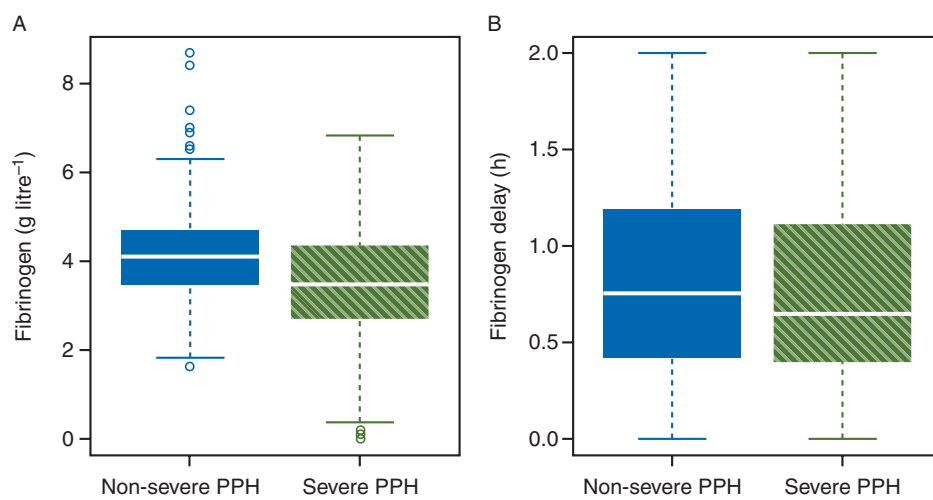 A
Fibrinogen (g litre⁻¹)
8
6
4
2
0
Non-severe PPH Severe PPH
B
Fibrinogen delay (h)
2.0
1.5
1.0
0.5
0.0
Non-severe PPH Severe PPH